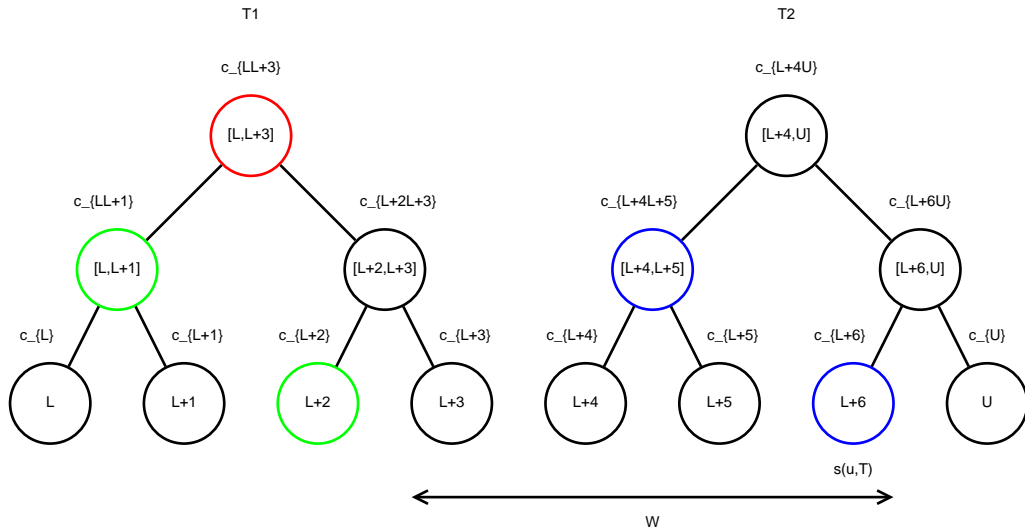 T1
T2
c_{LL+3}
c_{L+4U}
[L,L+3]
[L+4,U]
c_{LL+1}
c_{L+2L+3}
c_{L+4L+5}
c_{L+6U}
[L,L+1]
[L+2,L+3]
[L+4,L+5]
[L+6,U]
c_{L}
c_{L+1}
c_{L+2}
c_{L+3}
c_{L+4}
c_{L+5}
c_{L+6}
c_{U}
L
L+1
L+2
L+3
L+4
L+5
L+6
U
s(u,T)
W